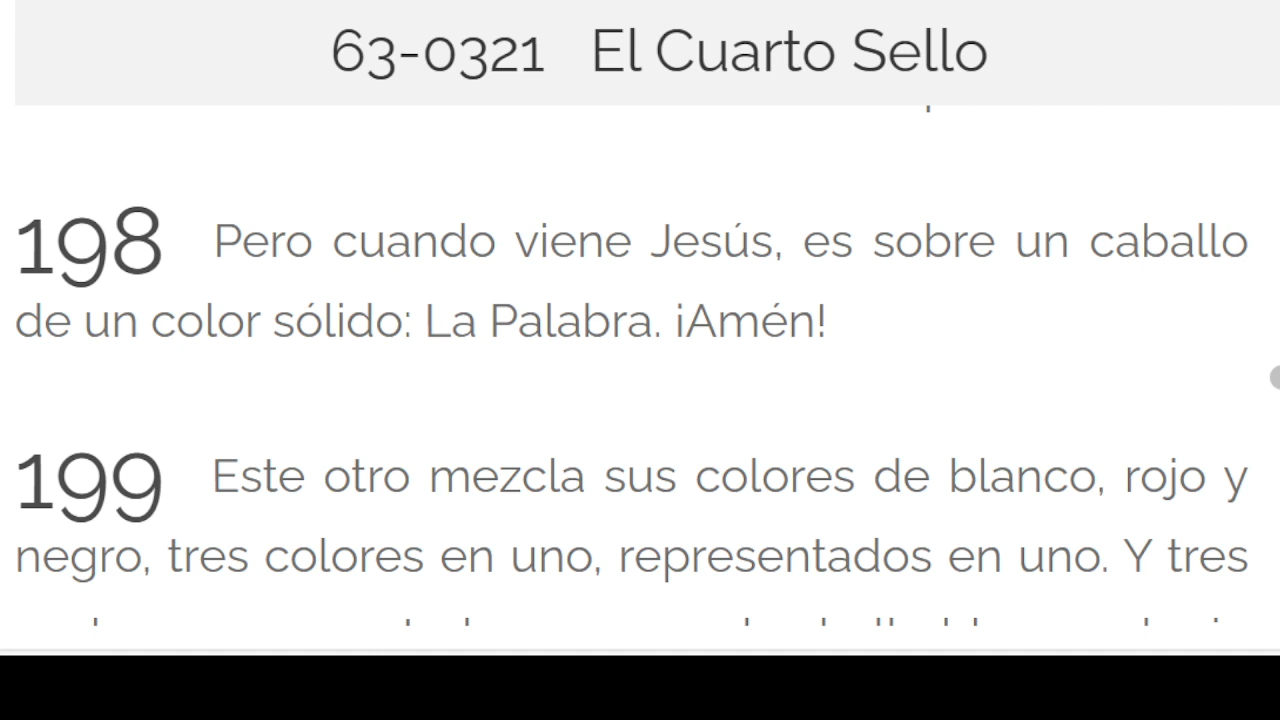 63-0321 El Cuarto Sello
198 Pero cuando viene Jesús, es sobre un caballo
de un color sólido: La Palabra. ¡Amén!
199 Este otro mezcla sus colores de blanco, rojo y
negro, tres colores en uno, representados en uno. Y tres